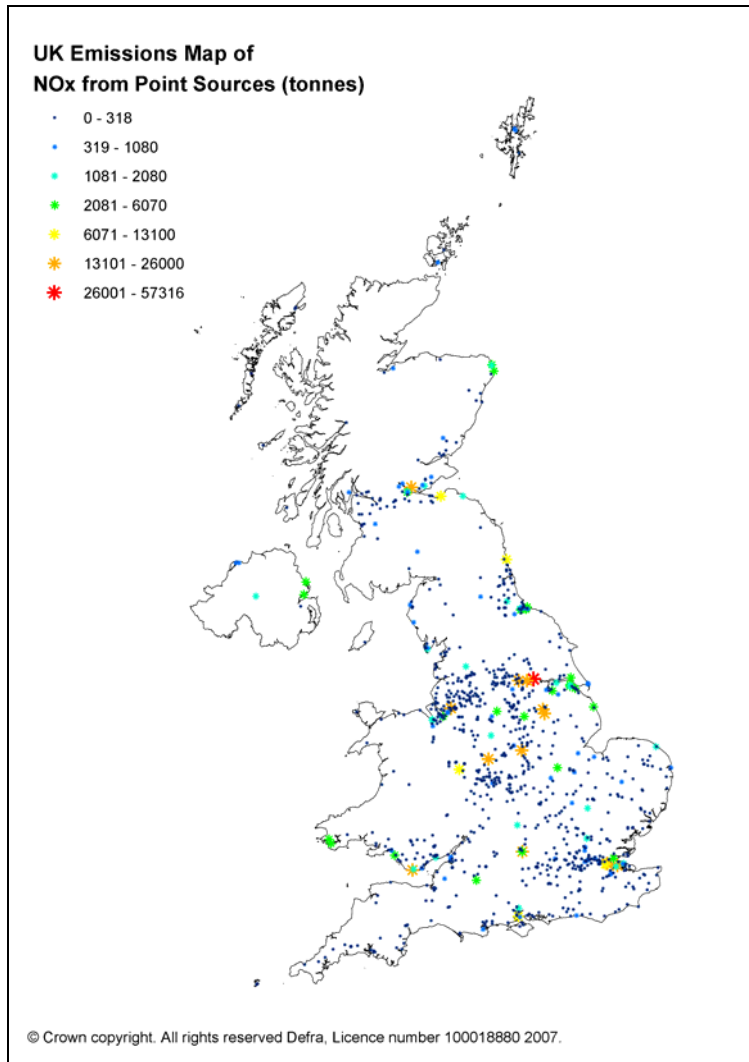 UK Emissions Map of
NOx from Point Sources (tonnes)
0 - 318
319 - 1080
1081 - 2080
2081 - 6070
6071 - 13100
13101 - 26000
26001 - 57316
© Crown copyright. All rights reserved Defra, Licence number 100018880 2007.